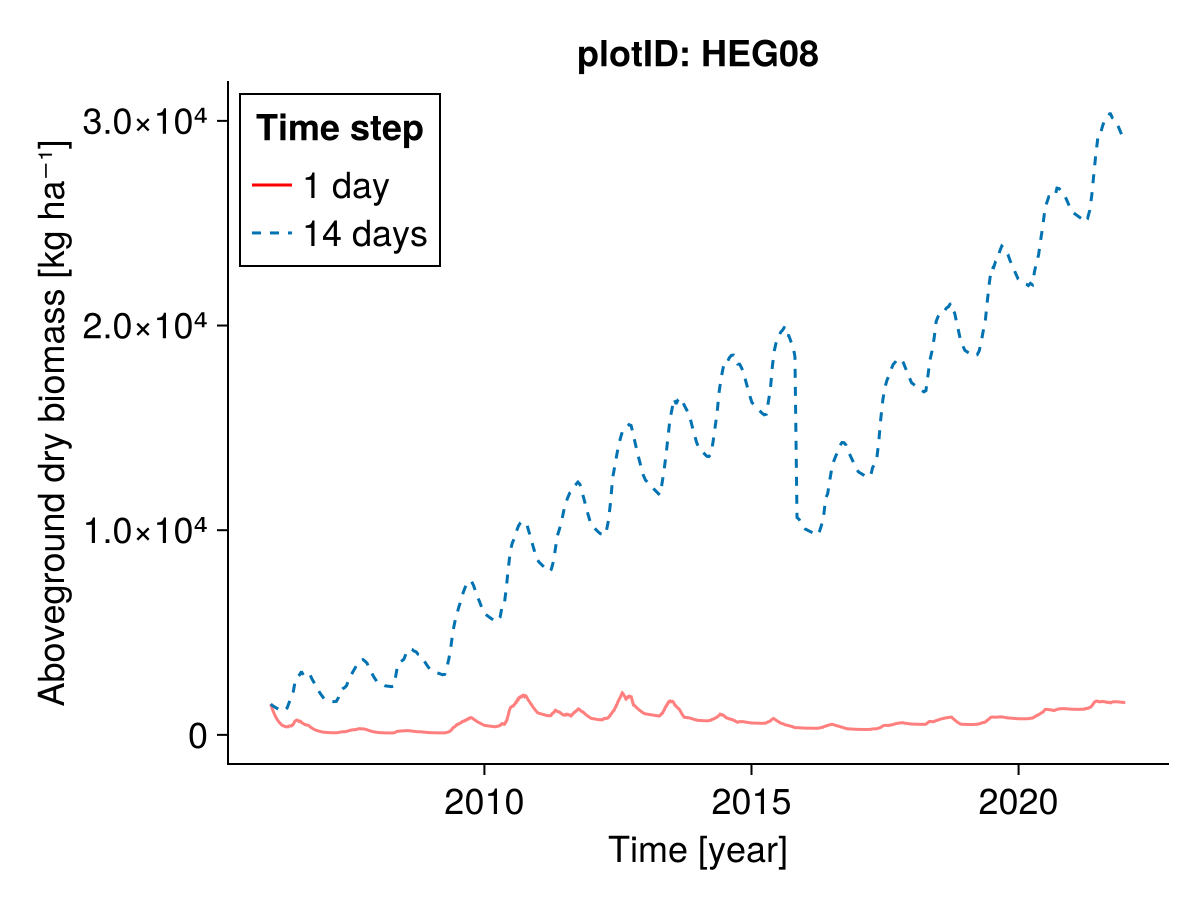 plotID: HEG08
Time step
1 day
14 days
Aboveground dry biomass [kg ha⁻¹]
3.0×10⁴
2.0×10⁴
1.0×10⁴
0
2010
2015
2020
Time [year]